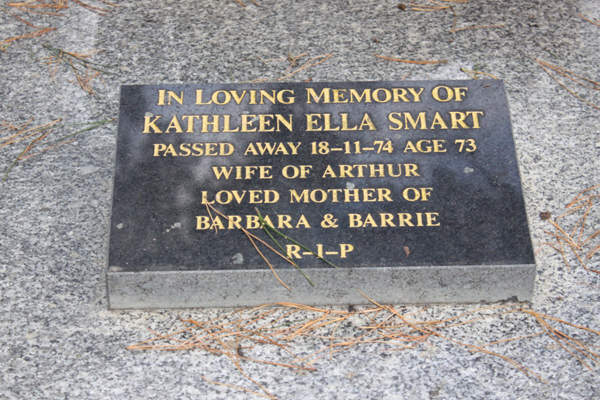 IN LOVING MEMORY OF
KATHLEEN ELLA SMART
PASSED AWAY 18-11-74 AGE 73
WIFE OF ARTHUR
LOVED MOTHER OF
BARBARA & BARRIE
R-I-P